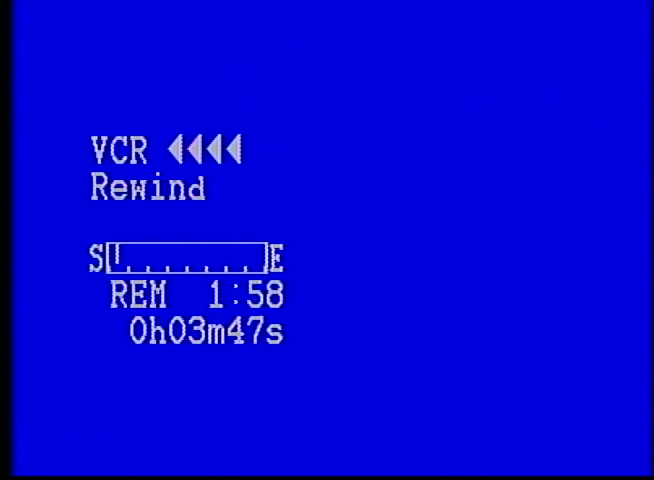 VCR ◀◀◀◀
Rewind
S E
REM 1:58
0h03m47s